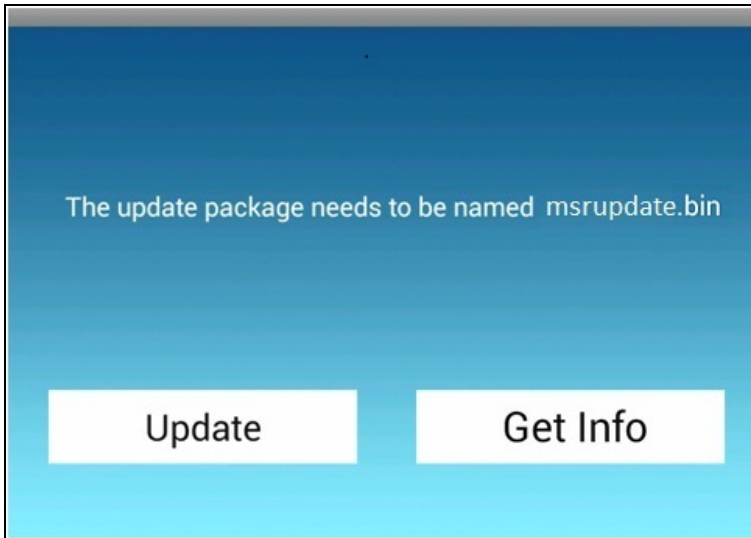 The update package needs to be named msrupdate.bin
Update
Get Info